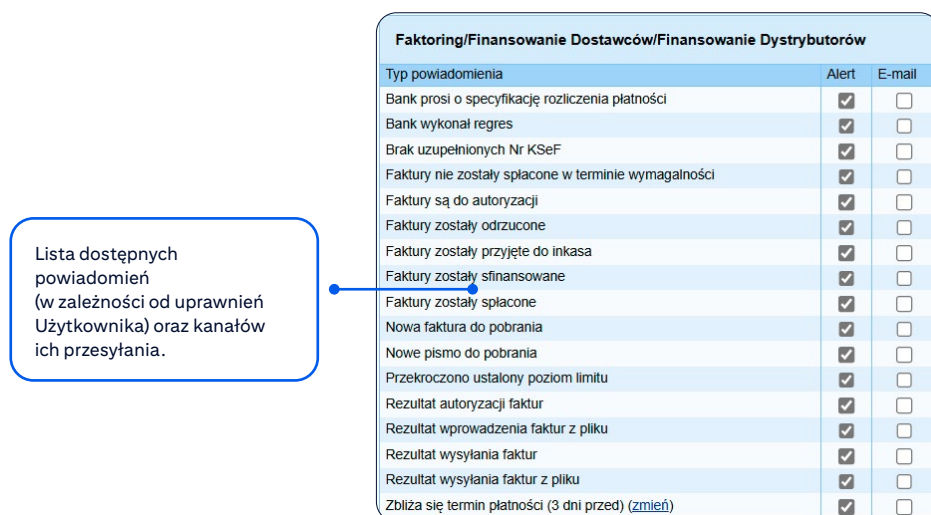 Faktoring/Finansowanie Dostawców/Finansowanie Dystrybutorów
Typ powiadomienia Alert E-mail
Bank prosi o specyfikację rozliczenia płatności
Bank wykonał regres
Brak uzupełnionych Nr KSeF
Faktury nie zostały spłacone w terminie wymagalności
Faktury są do autoryzacji
Faktury zostały odrzucone
Faktury zostały przyjęte do inkasa
Faktury zostały sfinansowane
Faktury zostały spłacone
Nowa faktura do pobrania
Nowe pismo do pobrania
Przekroczono ustalony poziom limitu
Rezultat autoryzacji faktur
Rezultat wprowadzenia faktur z pliku
Rezultat wysyłania faktur
Rezultat wysyłania faktur z pliku
Zbliża się termin płatności (3 dni przed) (zmień)
Lista dostępnych
powiadomień
(w zależności od uprawnień
Użytkownika) oraz kanałów
ich przesyłania.